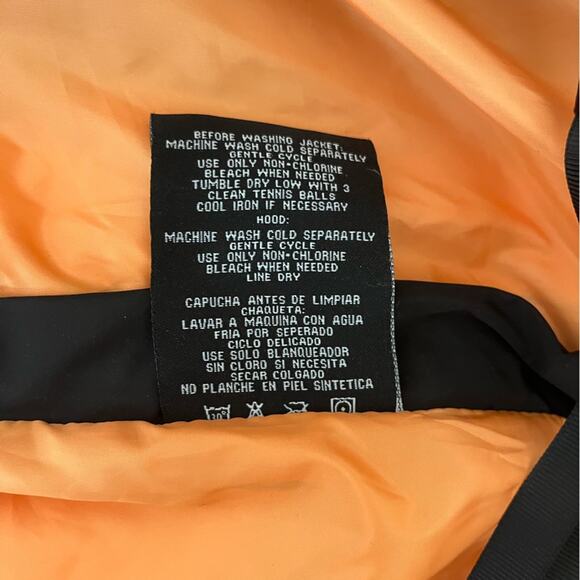 BEFORE WASHING JACKET:
MACHINE WASH COLD SEPARATELY
GENTLE CYCLE
USE ONLY NON-CHLORINE
BLEACH WHEN NEEDED
TUMBLE DRY LOW WITH 3
CLEAN TENNIS BALLS
COOL IRON IF NECESSARY
HOOD:
MACHINE WASH COLD SEPARATELY
GENTLE CYCLE
USE ONLY NON-CHLORINE
BLEACH WHEN NEEDED
LINE DRY
CAPUCHA ANTES DE LIMPIAR
CHAQUETA:
LAVAR A MAQUINA CON AGUA
FRIA POR SEPERADO
CICLO DELICADO
USE SOLO BLANQUEADOR
SIN CLORO SI NECESITA
SECAR COLGADO
NO PLANCHE EN PIEL SINTETICA
30°